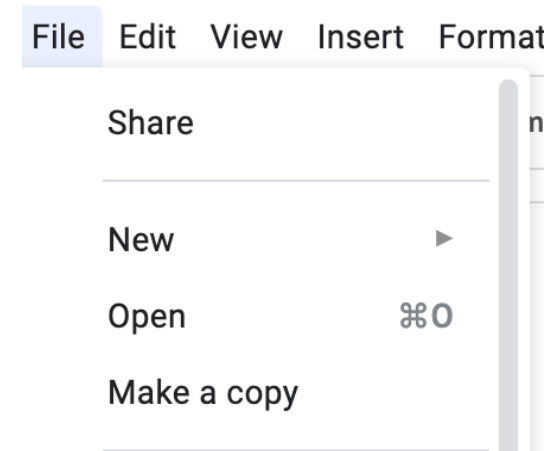 File Edit View Insert Format
Share
New ▶
Open ⌘O
Make a copy